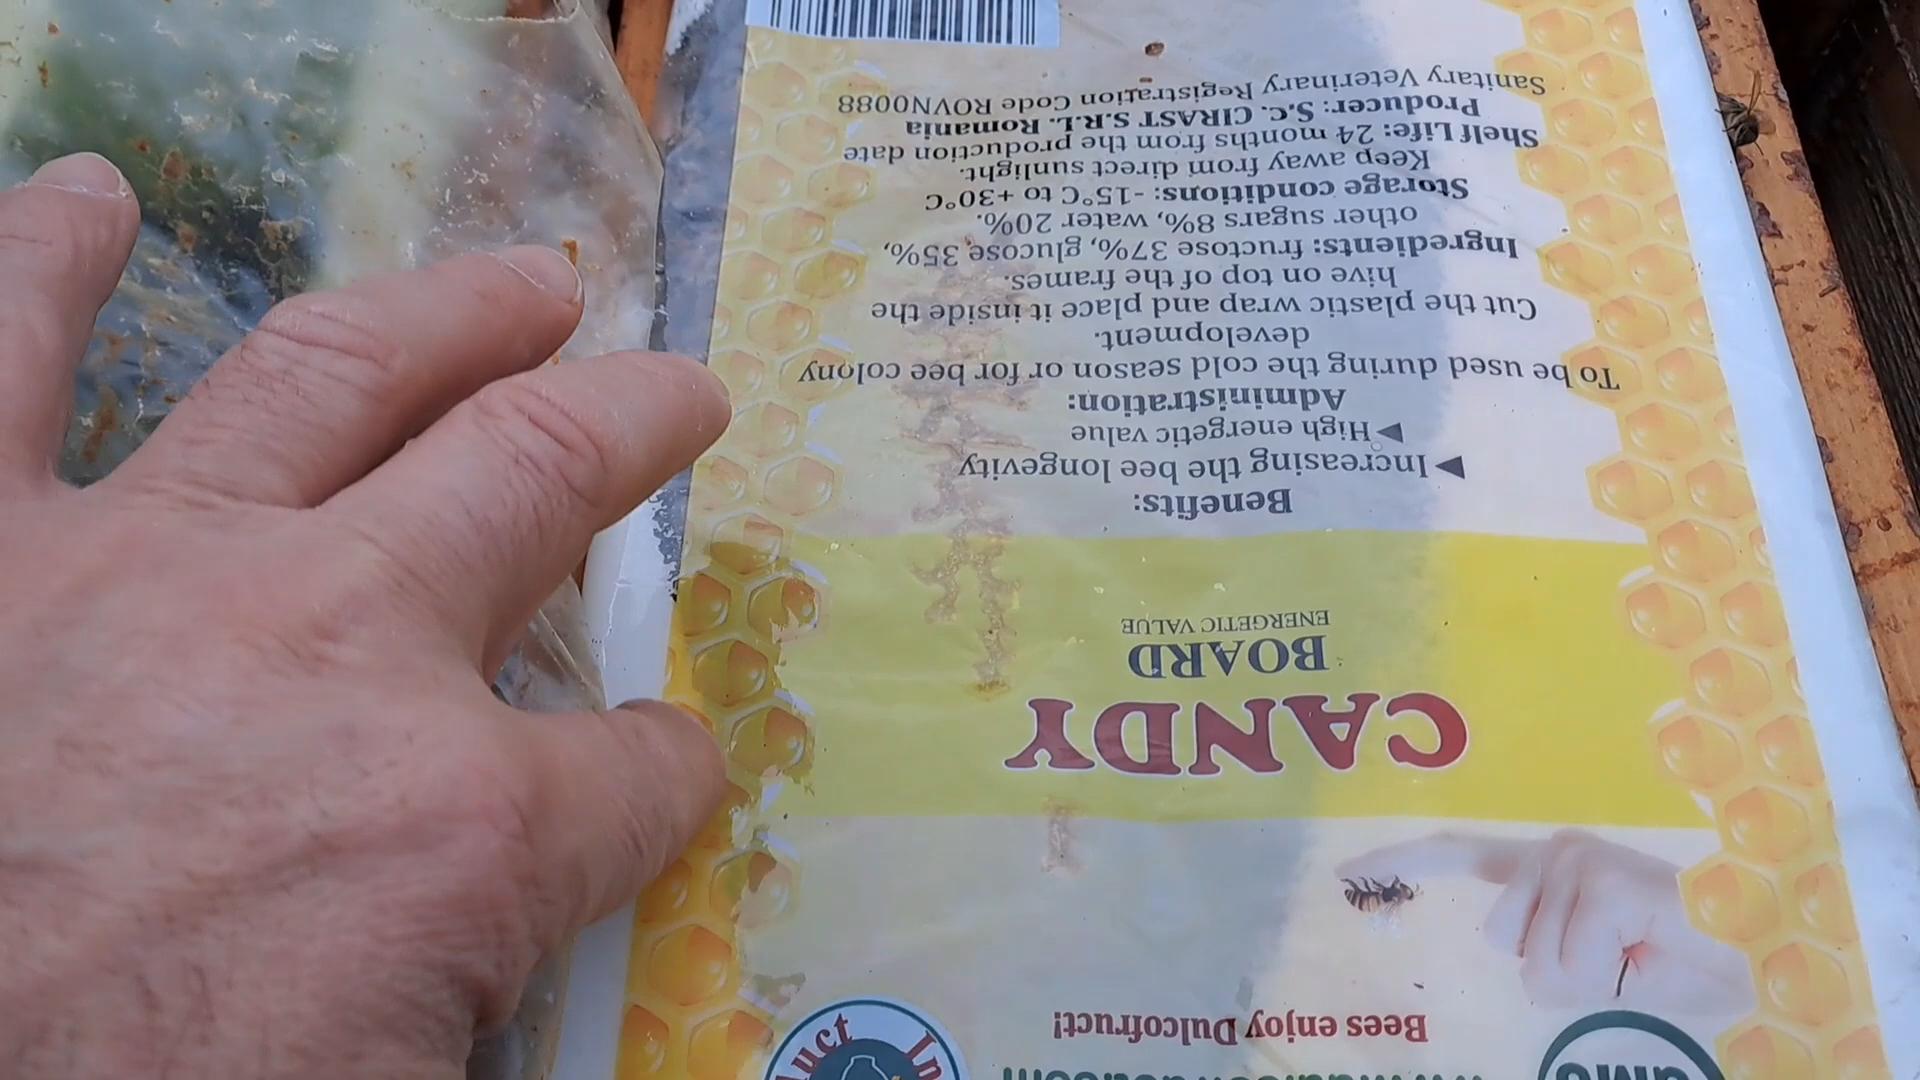 Bees enjoy Dulcofruct!
CANDY
BOARD
ENERGETIC VALUE
Benefits:
▶Increasing the bee longevity
▶High energetic value
Administration:
To be used during the cold season or for bee colony
development.
Cut the plastic wrap and place it inside the
hive on top of the frames.
Ingredients: fructose 37%, glucose 35%,
other sugars 8%, water 20%.
Storage conditions: -15°C to +30°C
Keep away from direct sunlight.
Shelf Life: 24 months from the production date
Producer: S.C. CIRAST S.R.L. Romania
Sanitary Veterinary Registration Code ROVN0088